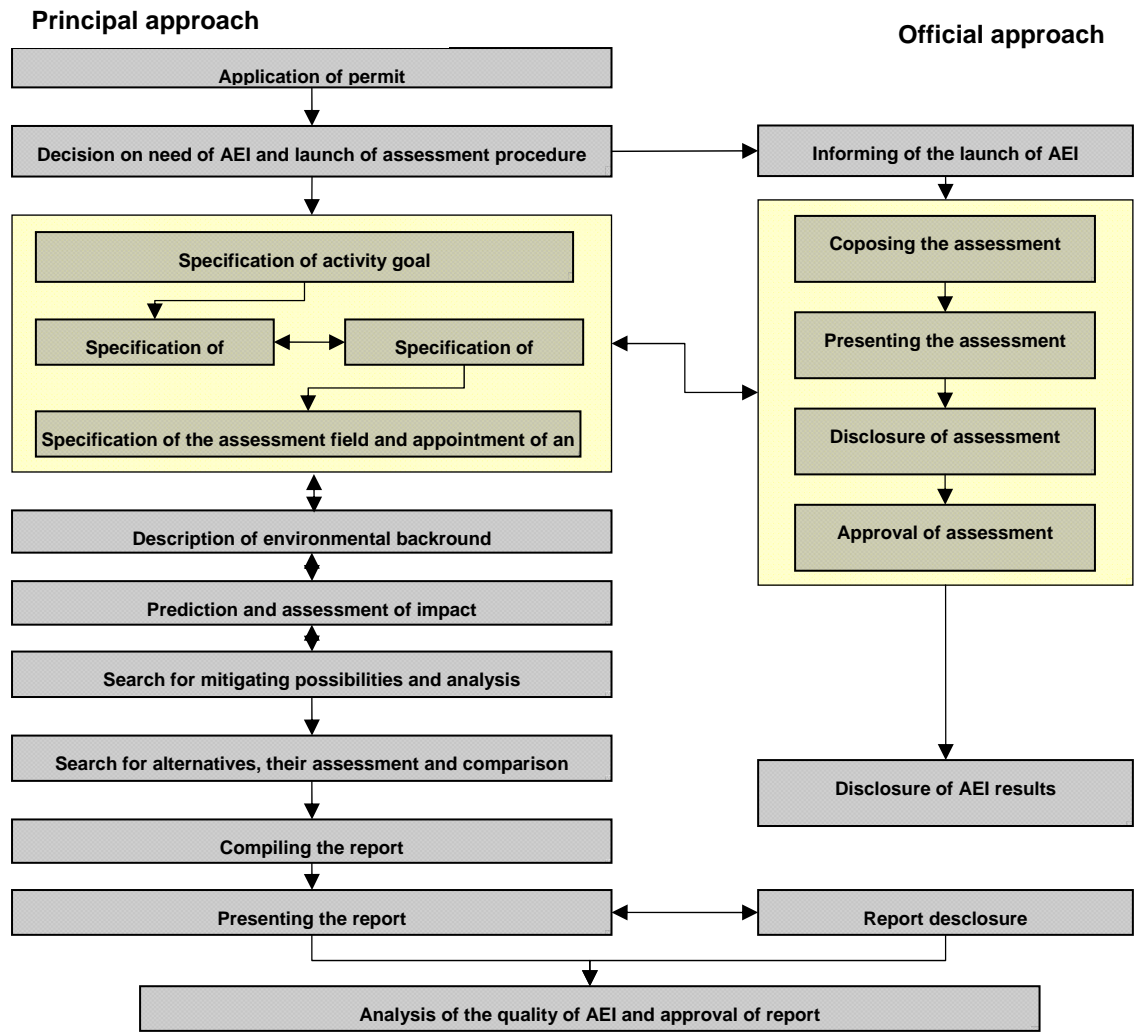 Principal approach
Official approach
Application of permit
Decision on need of AEI and launch of assessment procedure
Informing of the launch of AEI
Specification of activity goal
Specification of
Specification of
Specification of the assessment field and appointment of an
Coposing the assessment
Presenting the assessment
Disclosure of assessment
Approval of assessment
Description of environmental backround
Prediction and assessment of impact
Search for mitigating possibilities and analysis
Search for alternatives, their assessment and comparison
Disclosure of AEI results
Compiling the report
Presenting the report
Report desclosure
Analysis of the quality of AEI and approval of report